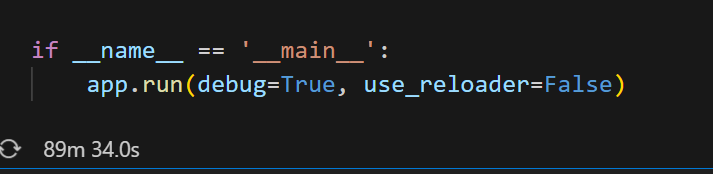 if __name__ == '__main__':
    app.run(debug=True, use_reloader=False)
89m 34.0s